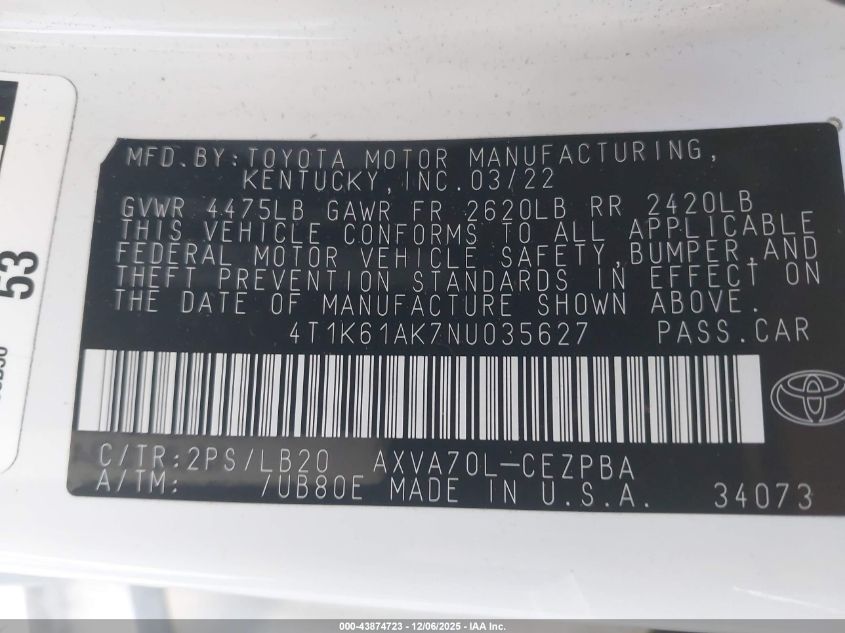 MFD.BY:TOYOTA MOTOR MANUFACTURING,
KENTUCKY,INC.03/22
GVWR 4475LB GAWR FR 2620LB RR 2420LB
THIS VEHICLE CONFORMS TO ALL APPLICABLE
FEDERAL MOTOR VEHICLE SAFETY,BUMPER,AND
THEFT PREVENTION STANDARDS IN EFFECT ON
THE DATE OF MANUFACTURE SHOWN ABOVE.
4T1K61AK7NU035627 PASS.CAR
C/TR:2PS/LB20 AXVA70L-CEZPBA
A/TM: /UB80E MADE IN U.S.A. 34073
53
000-43874723 - 12/06/2025 - IAA Inc.